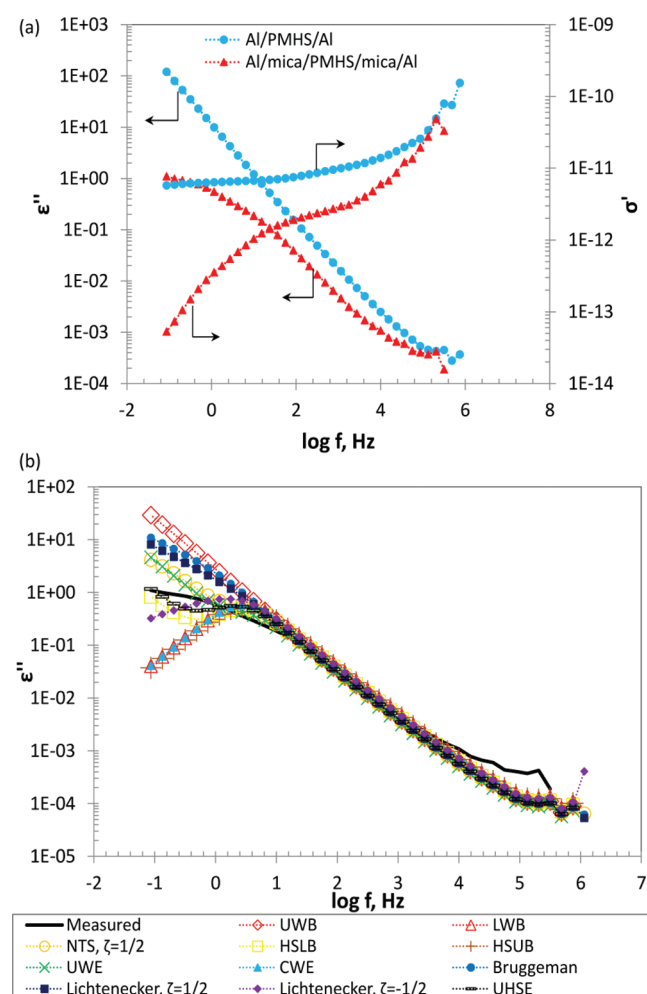 (a)
Al/PMHS/Al
Al/mica/PMHS/mica/Al
1E+03
1E+02
1E+01
1E+00
1E-01
1E-02
1E-03
1E-04
ε''
1E-09
1E-10
1E-11
1E-12
1E-13
1E-14
σ'
-2 0 2 4 6 8
log f, Hz
(b)
1E+02
1E+01
1E+00
1E-01
1E-02
1E-03
1E-04
1E-05
ε''
-2 -1 0 1 2 3 4 5 6 7
log f, Hz
Measured UWB LWB
NTS, ζ=1/2 HSLB HSUB
UWE CWE Bruggeman
Lichtenecker, ζ=1/2 Lichtenecker, ζ=-1/2 UHSE